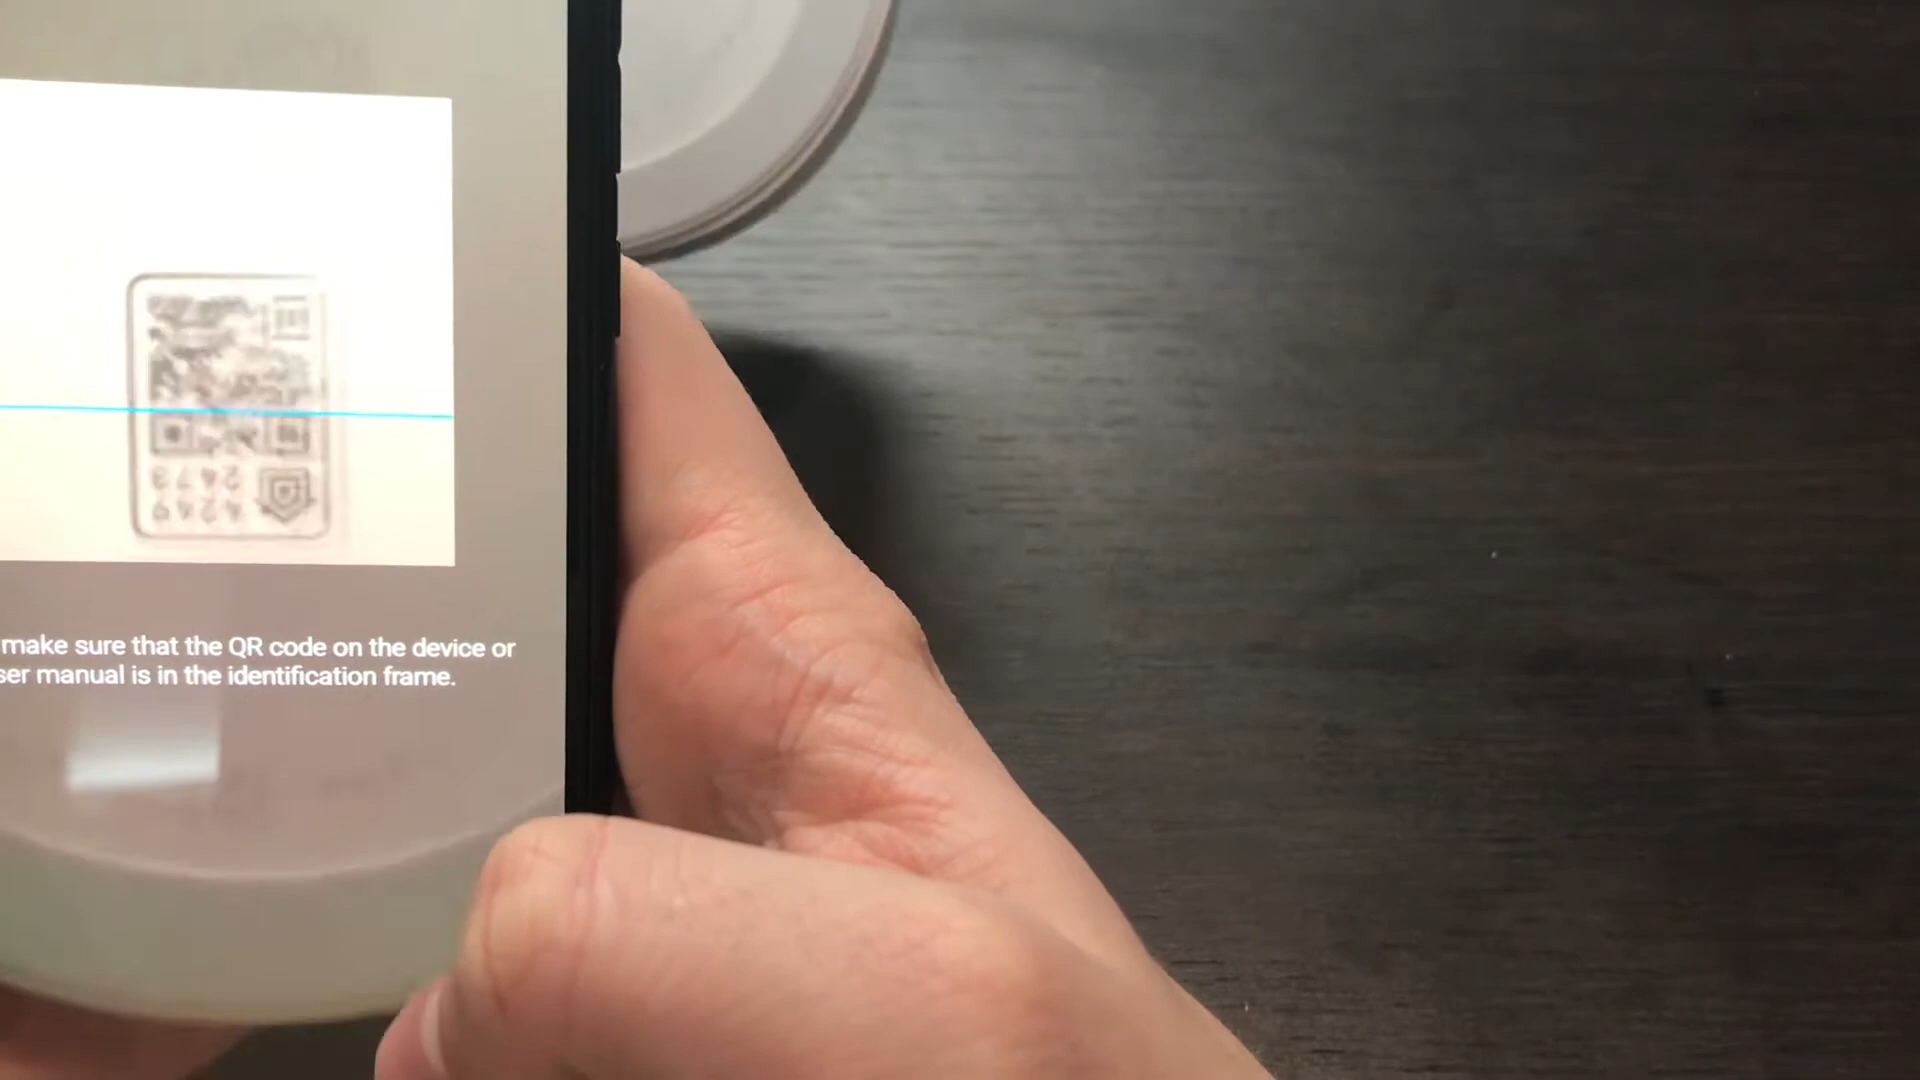 make sure that the QR code on the device or
ser manual is in the identification frame.